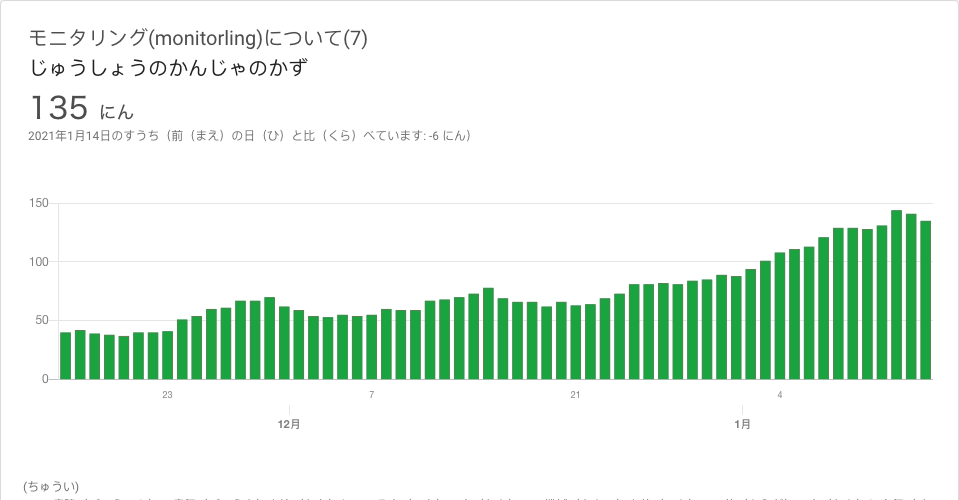 モニタリング(monitorling)について(7)
じゅうしょうのかんじゃのかず
135 にん
2021年1月14日のすうち（前（まえ）の日（ひ）と比（くら）べています: -6 にん）
150
100
50
0
23
7
21
4
12月
1月
(ちゅうい)